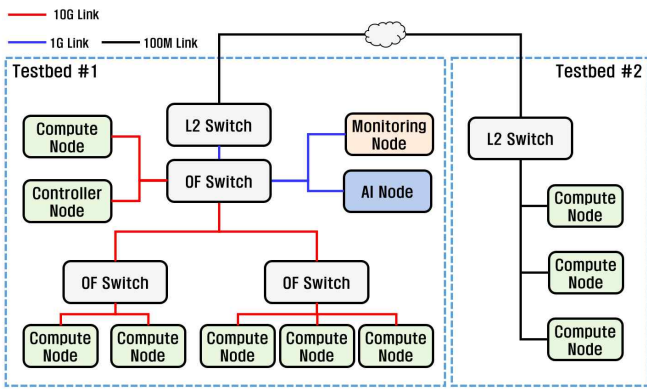 10G Link
1G Link
100M Link
Testbed #1
Testbed #2
L2 Switch
Compute
Node
Monitoring
Node
OF Switch
Controller
Node
AI Node
L2 Switch
Compute
Node
OF Switch
OF Switch
Compute
Node
Compute
Node
Compute
Node
Compute
Node
Compute
Node
Compute
Node
Compute
Node